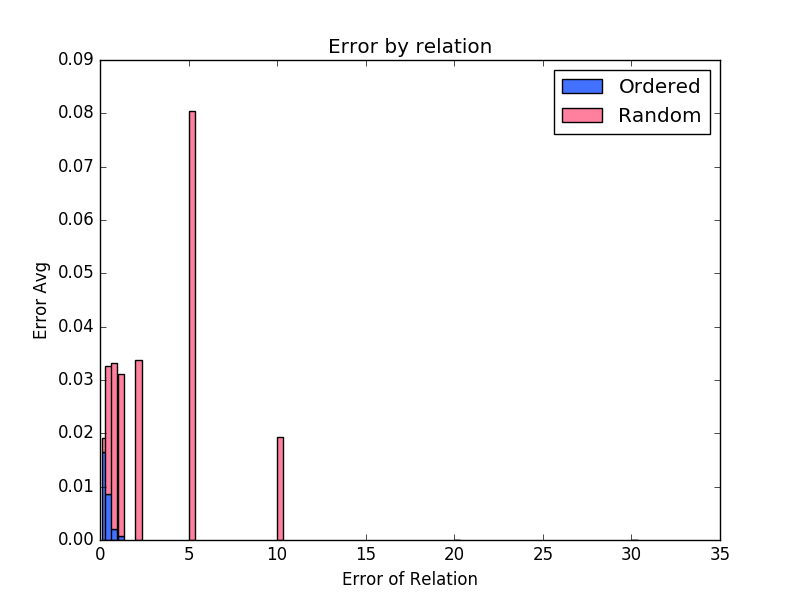 Error by relation
0.09
0.08
0.07
0.06
0.05
0.04
0.03
0.02
0.01
0.00
Error Avg
Ordered
Random
0 5 10 15 20 25 30 35
Error of Relation